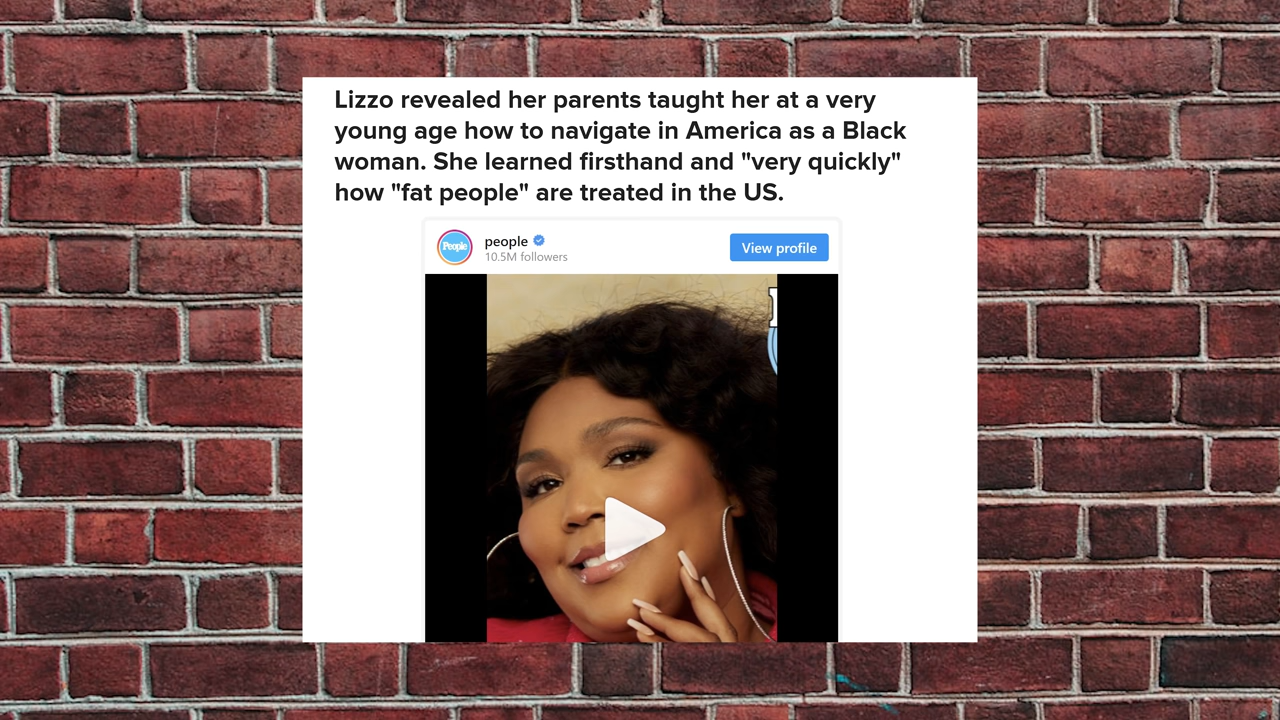 Lizzo revealed her parents taught her at a very
young age how to navigate in America as a Black
woman. She learned firsthand and "very quickly"
how "fat people" are treated in the US.
People
people
View profile
10.5M followers